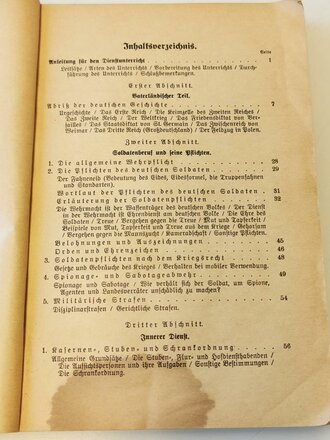 Inhaltsverzeichnis.
Seite
Anleitung für den Dienstunterricht 1
Leitsätze / Arten des Unterrichts / Vorbereitung des Unterrichts / Durch-
führung des Unterrichts / Schlußbemerkungen.
Erster Abschnitt.
Vaterländischer Teil.
Abriß der deutschen Geschichte 7
Urgeschichte / Das Erste Reich / Die Keimzelle des Zweiten Reiches /
Das Zweite Reich / Der Weltkrieg / Das Friedensdiktat von Ver-
sailles / Das Staatsdiktat von St. Germain / Das Zwischenreich von
Weimar / Das Dritte Reich (Großdeutschland) / Der Feldzug in Polen.
Zweiter Abschnitt.
Soldatenberuf und seine Pflichten.
1. Die allgemeine Wehrpflicht 28
2. Die Pflichten des deutschen Soldaten 29
Der Fahneneid (Bedeutung des Eides, Eidesformel, die Truppenfahnen
und Standarten).
Wortlaut der Pflichten des deutschen Soldaten 31
Erläuterung der Soldatenpflichten 32
Die Wehrmacht ist der Waffenträger des deutschen Volkes / Der Dienst
in der Wehrmacht ist Ehrendienst am deutschen Volke / Die Ehre des
Soldaten / Treue / Vergehen gegen die Treue / Mut und Tapferkeit /
Beispiele von Mut, Tapferkeit und Treue aus dem Kriege / Gehorsam
/ Vergehen gegen die Manneszucht / Kameradschaft / Sonstige Pflichten.
Belohnungen und Auszeichnungen 45
Orden und Ehrenzeichen 46
3. Soldatenpflichten nach dem Kriegsrecht 48
Gesetze und Gebräuche des Krieges / Verhalten bei mobiler Verwendung.
4. Spionage- und Sabotageabwehr 51
Spionage und Sabotage / Wie verhält sich der Soldat, um Spione,
Agenten und Landesverräter unschädlich zu machen?
5. Militärische Strafen 54
Disziplinarstrafen / Gerichtliche Strafen.
Dritter Abschnitt.
Innerer Dienst.
1. Kasernen-, Stuben- und Schrankordnung 56
Allgemeine Grundsätze / Die Stuben-, Flur- und Hofdiensthabenden /
Die Aufsichtspersonen und ihre Aufgaben / Sonstige Bestimmungen /
Die Schrankordnung.